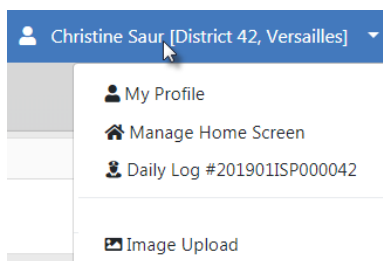 Christine Saur [District 42, Versailles]
My Profile
Manage Home Screen
Daily Log #201901ISP000042
Image Upload